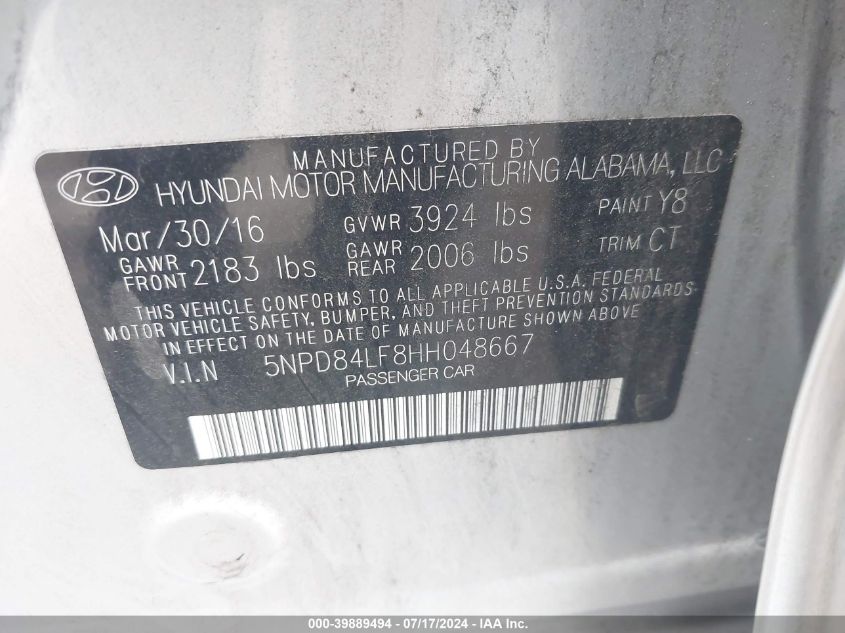 MANUFACTURED BY
HYUNDAI MOTOR MANUFACTURING ALABAMA, LLC
Mar/30/16 GVWR 3924 lbs PAINT Y8
GAWR FRONT 2183 lbs GAWR REAR 2006 lbs TRIM CT
THIS VEHICLE CONFORMS TO ALL APPLICABLE U.S.A. FEDERAL
MOTOR VEHICLE SAFETY, BUMPER, AND THEFT PREVENTION STANDARDS
IN EFFECT ON THE DATE OF MANUFACTURE SHOWN ABOVE
V.I.N 5NPD84LF8HH048667
PASSENGER CAR
000-39889494 - 07/17/2024 - IAA Inc.